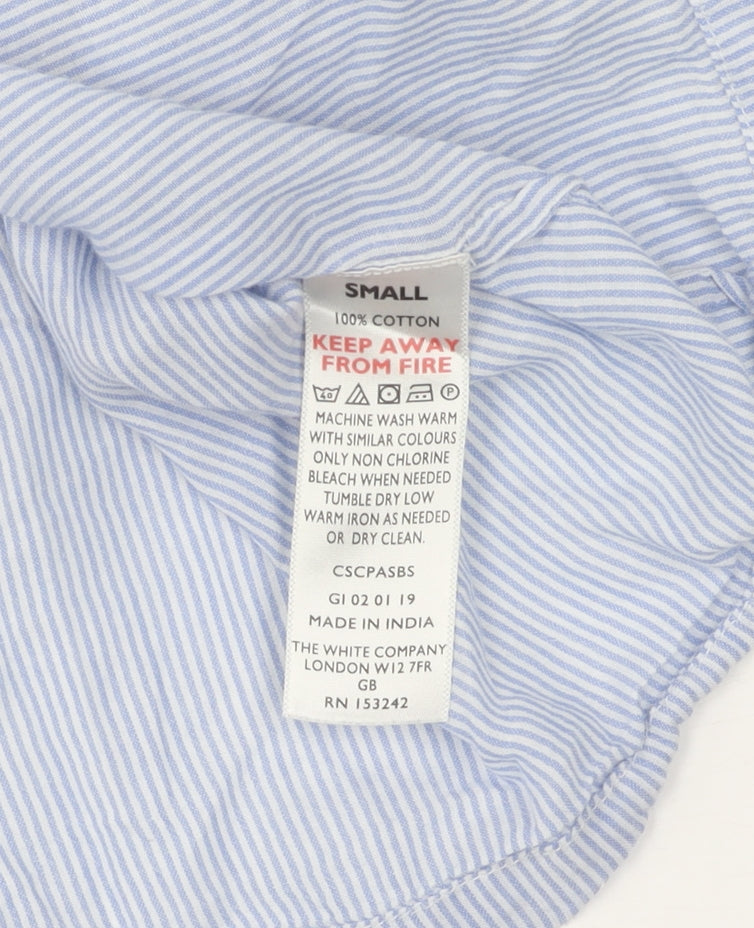 SMALL
100% COTTON
KEEP AWAY
FROM FIRE
40 P
MACHINE WASH WARM
WITH SIMILAR COLOURS
ONLY NON CHLORINE
BLEACH WHEN NEEDED
TUMBLE DRY LOW
WARM IRON AS NEEDED
OR DRY CLEAN.
CSCPASBS
GI 02 01 19
MADE IN INDIA
THE WHITE COMPANY
LONDON W12 7FR
GB
RN 153242